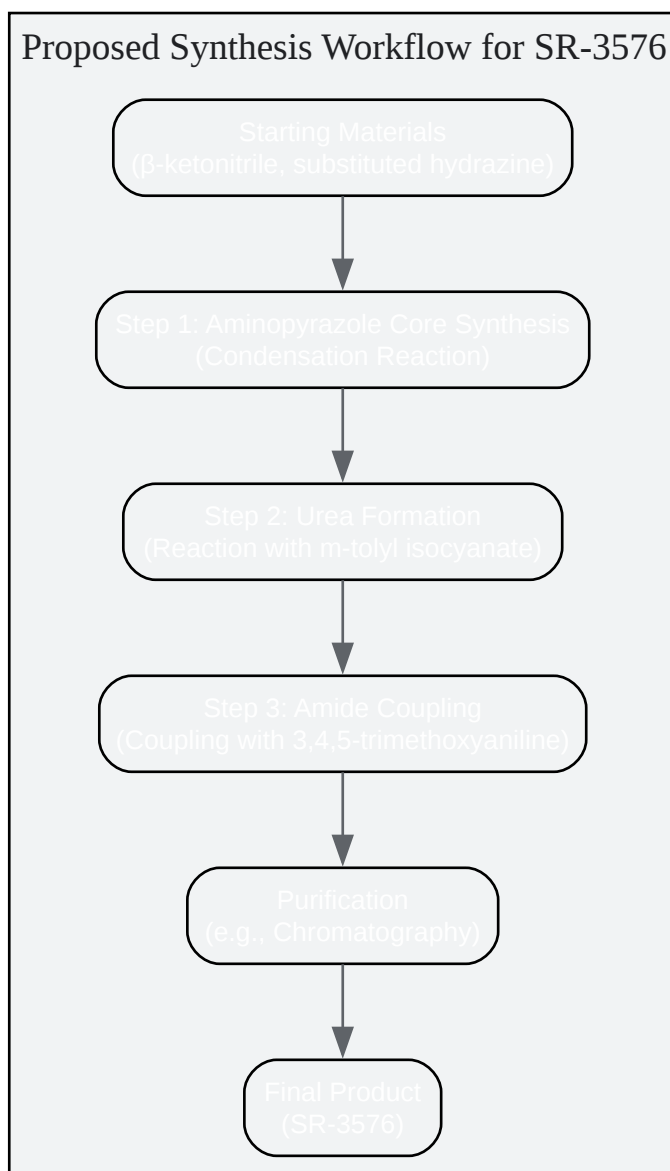 Proposed Synthesis Workflow for SR-3576
Starting Materials
(β-ketonitrile, substituted hydrazine)
Step 1: Aminopyrazole Core Synthesis
(Condensation Reaction)
Step 2: Urea Formation
(Reaction with m-tolyl isocyanate)
Step 3: Amide Coupling
(Coupling with 3,4,5-trimethoxyaniline)
Purification
(e.g., Chromatography)
Final Product
(SR-3576)